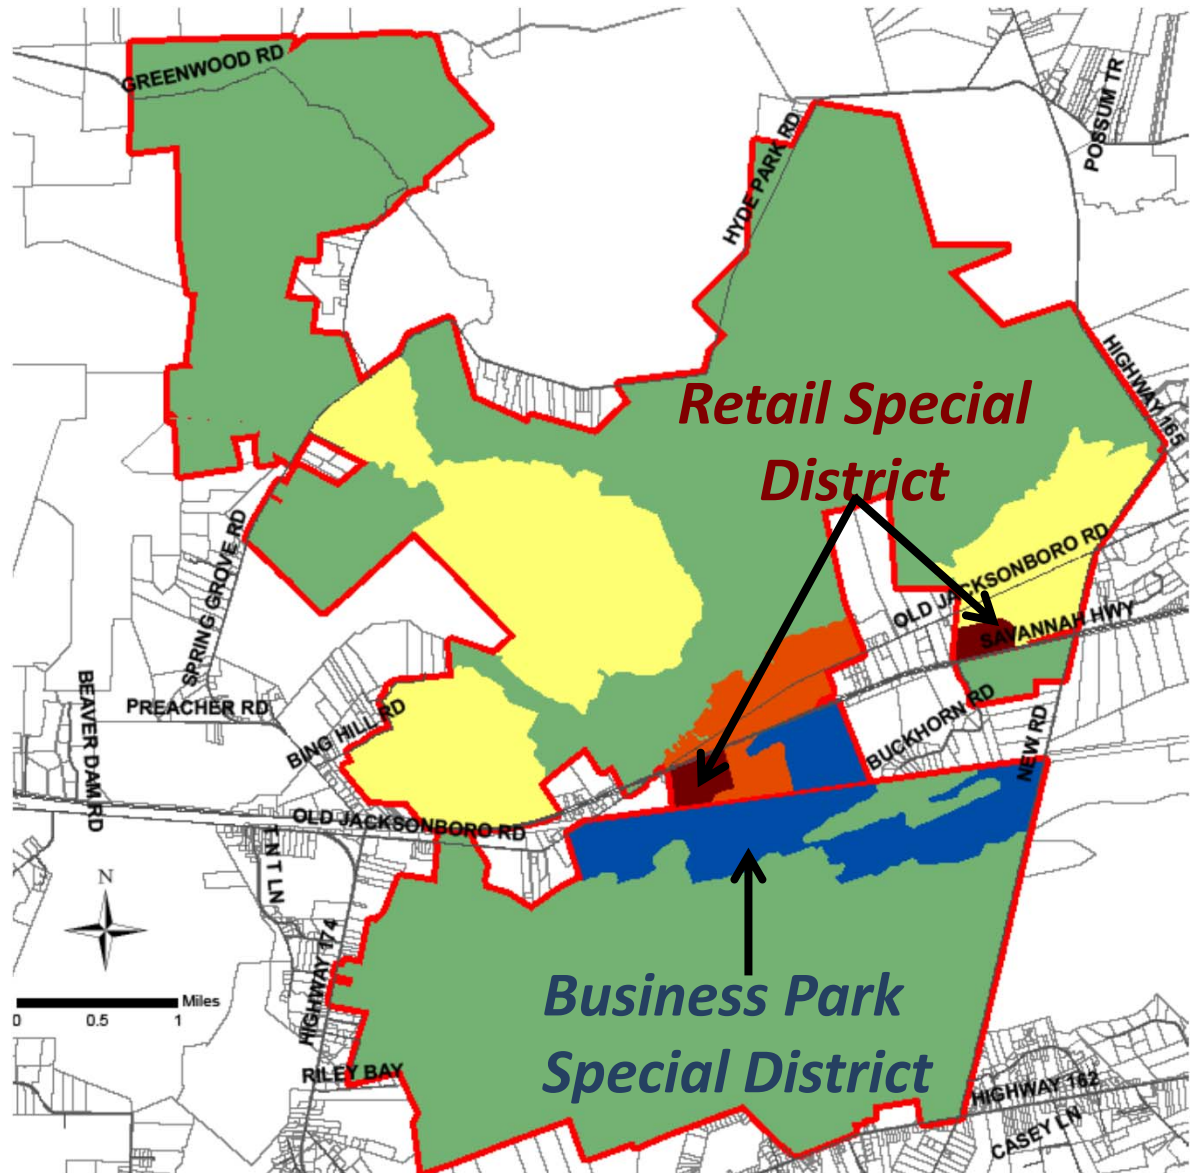 GREENWOOD RD
POSSUM TR
HYDE PARK RD
HIGHWAY 165
Retail Special
District
SPRING GROVE RD
OLD JACKSONBORO RD
SAVANNAH HWY
BEAVER DAM RD
PREACHER RD
BING HILL RD
BUCKHORN RD
NEW RD
OLD JACKSONBORO RD
T N T LN
N
HIGHWAY 174
Miles
0 0.5 1
Business Park
Special District
RILEY BAY
HIGHWAY 162
CASEY LN